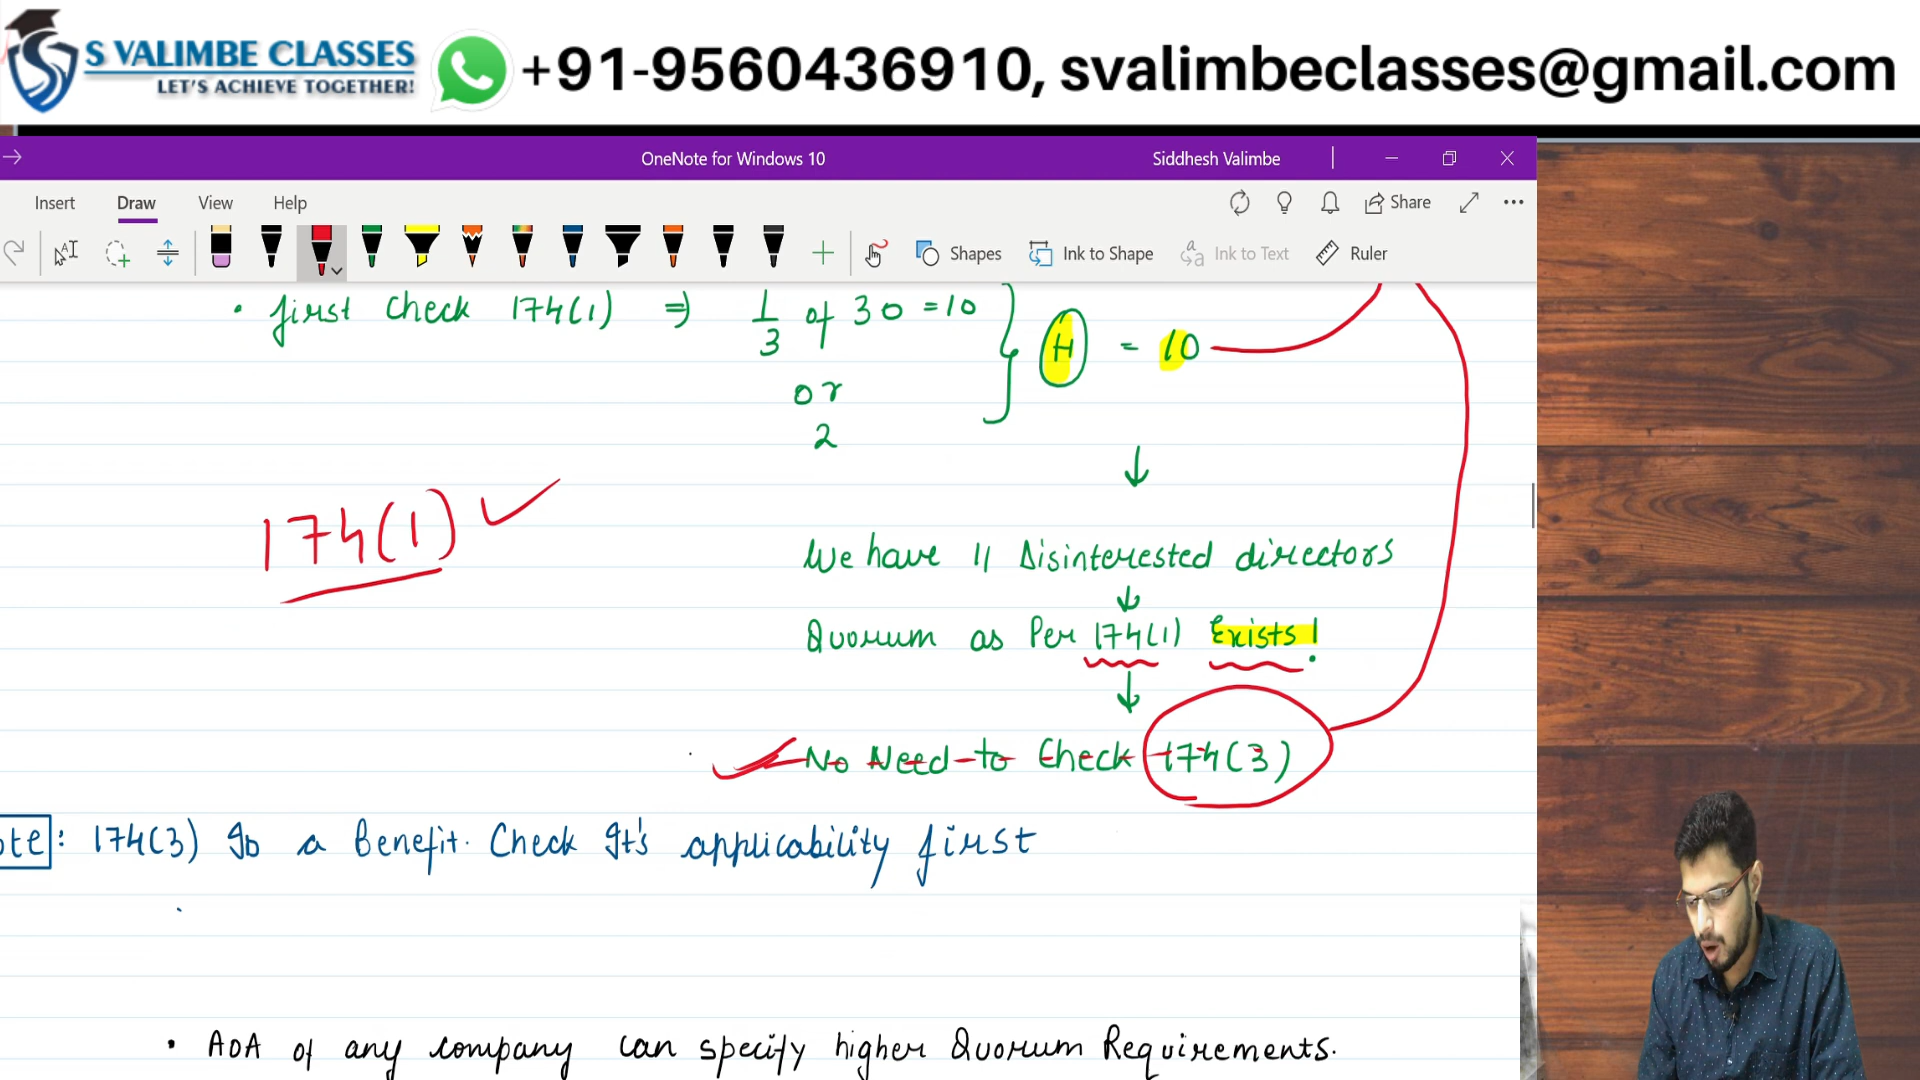 S VALIMBE CLASSES
LET'S ACHIEVE TOGETHER!
+91-9560436910, svalimbeclasses@gmail.com
OneNote for Windows 10
Siddhesh Valimbe
Insert Draw View Help
Share
Shapes Ink to Shape Ink to Text Ruler
• first Check 174(1) ⇒ 1/3 of 30 = 10
or
2
H = 10
174(1) ✓
↓
We have 11 Disinterested directors
↓
Quorum as Per 174(1) Exists!
↓
No Need to Check 174(3)
ote: 174(3) Is a Benefit. Check It's applicability first
• AOA of any company can specify higher Quorum Requirements.